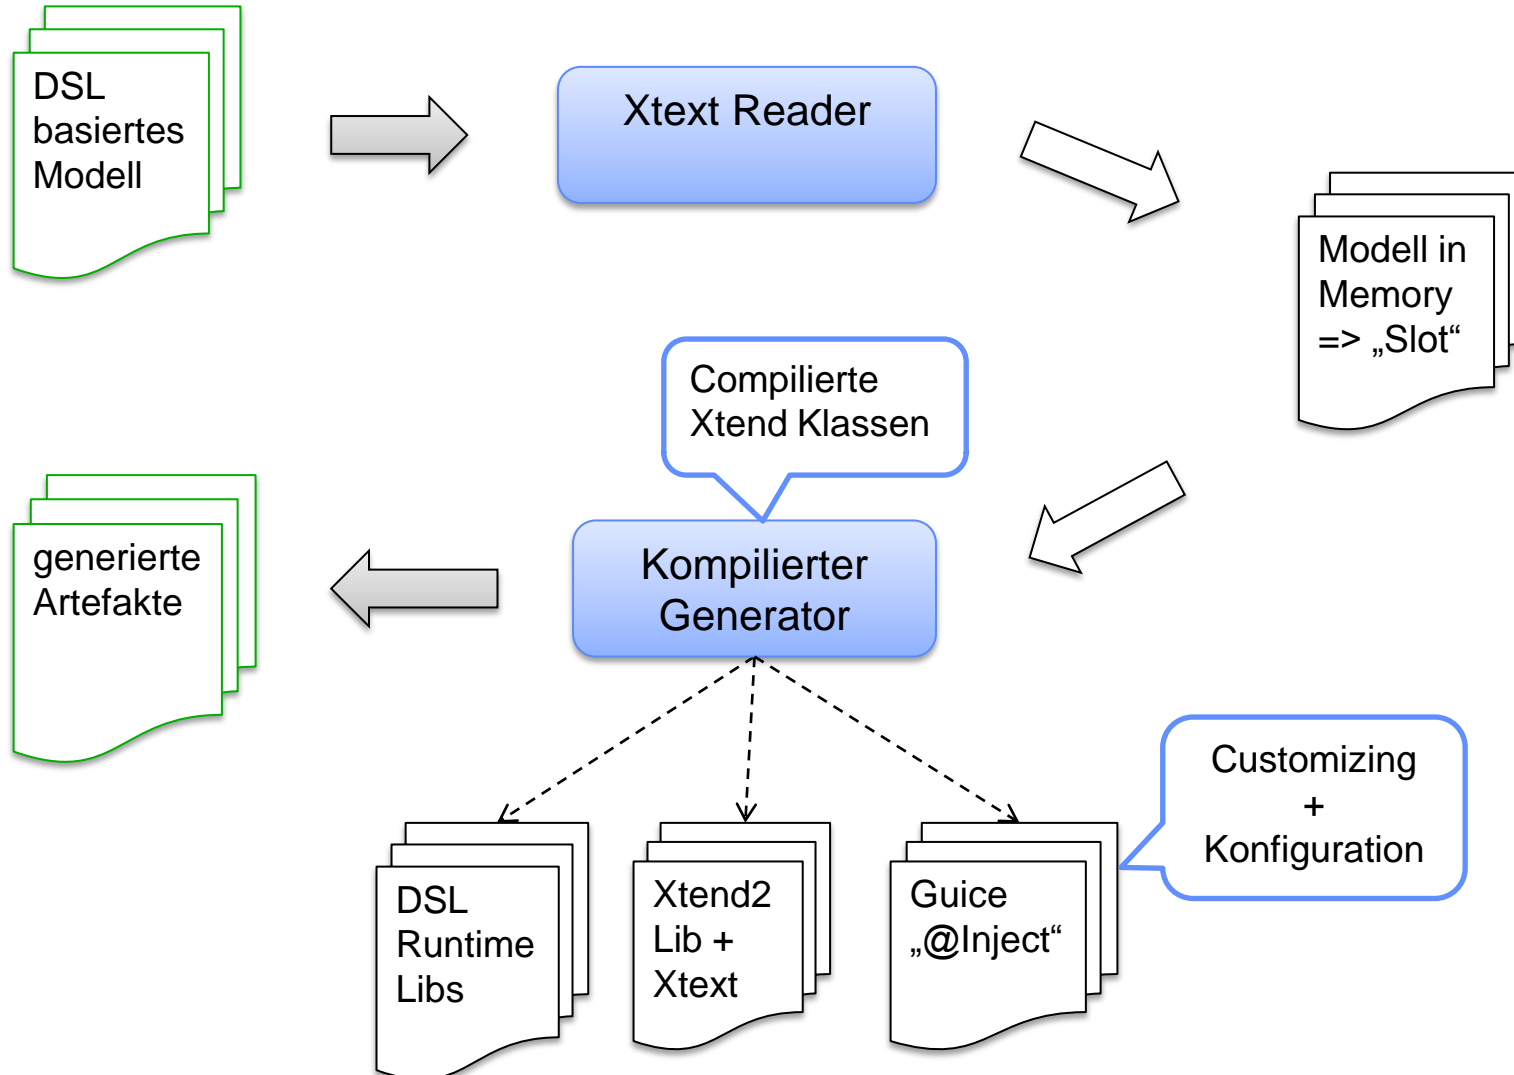 DSL
basiertes
Modell
Xtext Reader
Modell in
Memory
=> „Slot“
Compilierte
Xtend Klassen
generierte
Artefakte
Kompilierter
Generator
Customizing
+
Konfiguration
DSL
Runtime
Libs
Xtend2
Lib +
Xtext
Guice
„@Inject“